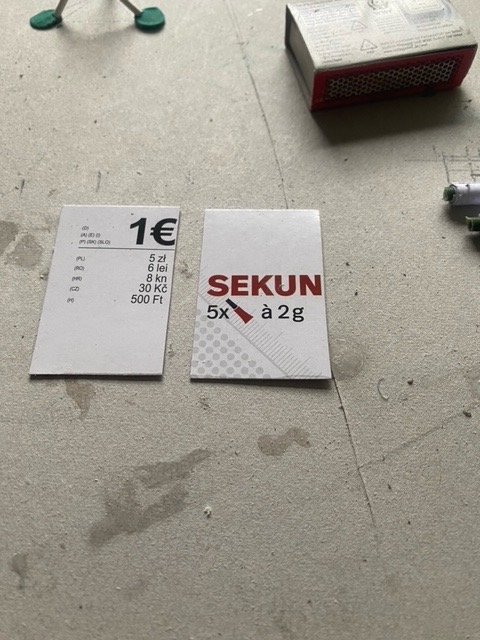 (D)
(A) (E) (I)
(P) (SK) (SLO)
1€
(PL) 5 zł
(RO) 6 lei
(HR) 8 kn
(CZ) 30 Kč
(H) 500 Ft
SEKUN
5x à 2g